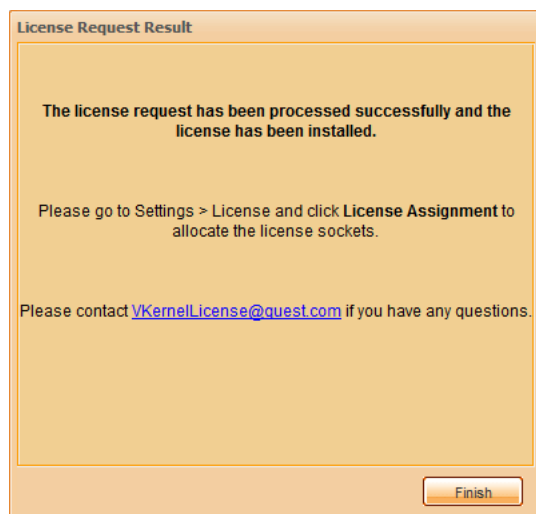 License Request Result
The license request has been processed successfully and the
license has been installed.
Please go to Settings > License and click License Assignment to
allocate the license sockets.
Please contact VKernelLicense@quest.com if you have any questions.
Finish